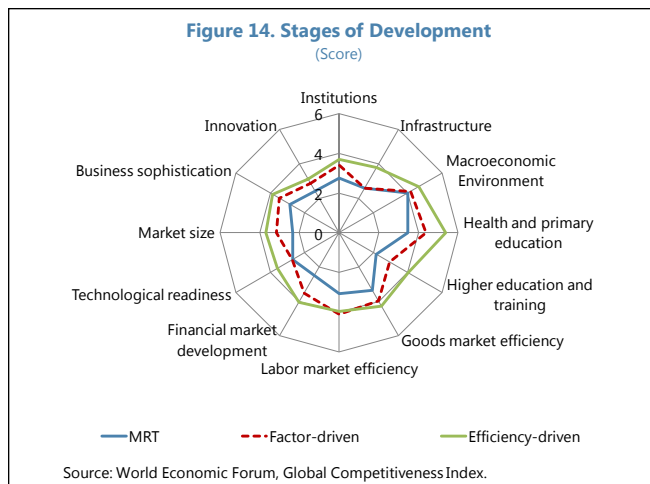 Figure 14. Stages of Development
(Score)
Institutions
Infrastructure
Macroeconomic
Environment
Health and primary
education
Higher education and
training
Goods market efficiency
Labor market efficiency
Financial market
development
Technological readiness
Market size
Business sophistication
Innovation
6
4
2
0
MRT
Factor-driven
Efficiency-driven
Source: World Economic Forum, Global Competitiveness Index.